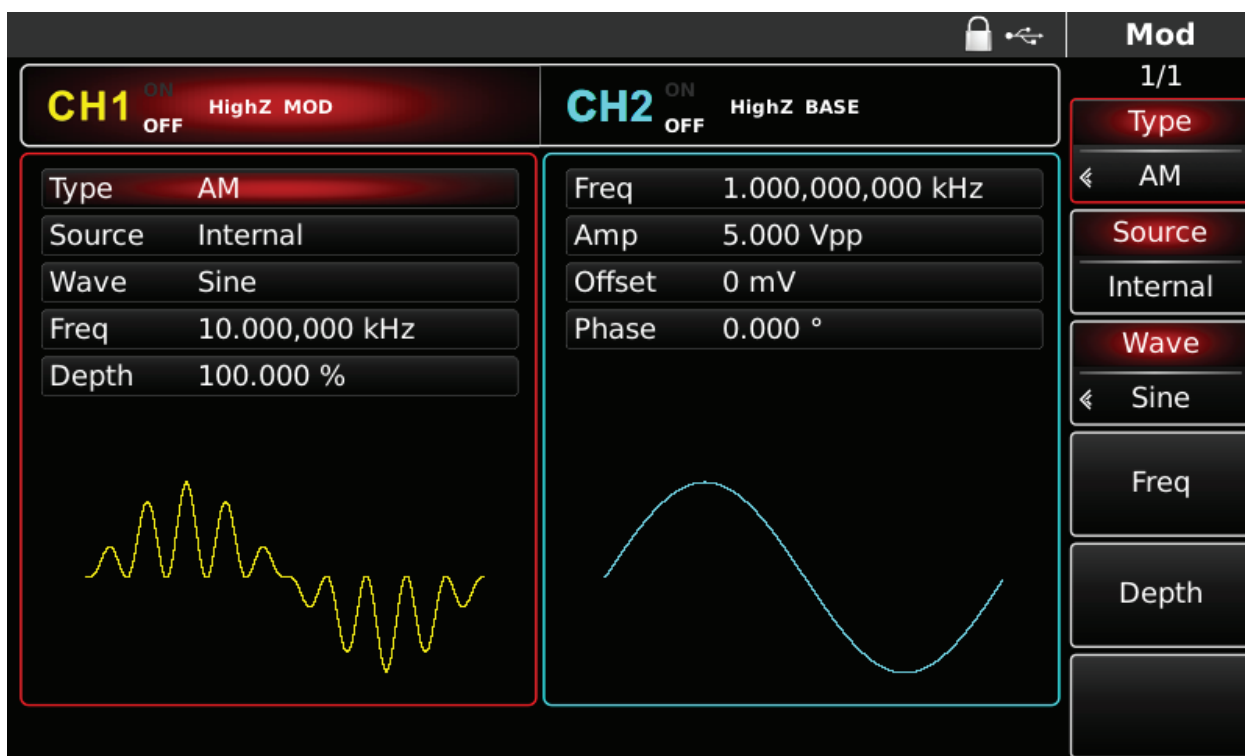 Mod
1/1
CH1 ON OFF HighZ MOD
CH2 ON OFF HighZ BASE
Type AM
Source Internal
Wave Sine
Freq 10.000,000 kHz
Depth 100.000 %
Freq 1.000,000,000 kHz
Amp 5.000 Vpp
Offset 0 mV
Phase 0.000 °
Type
AM
Source
Internal
Wave
Sine
Freq
Depth